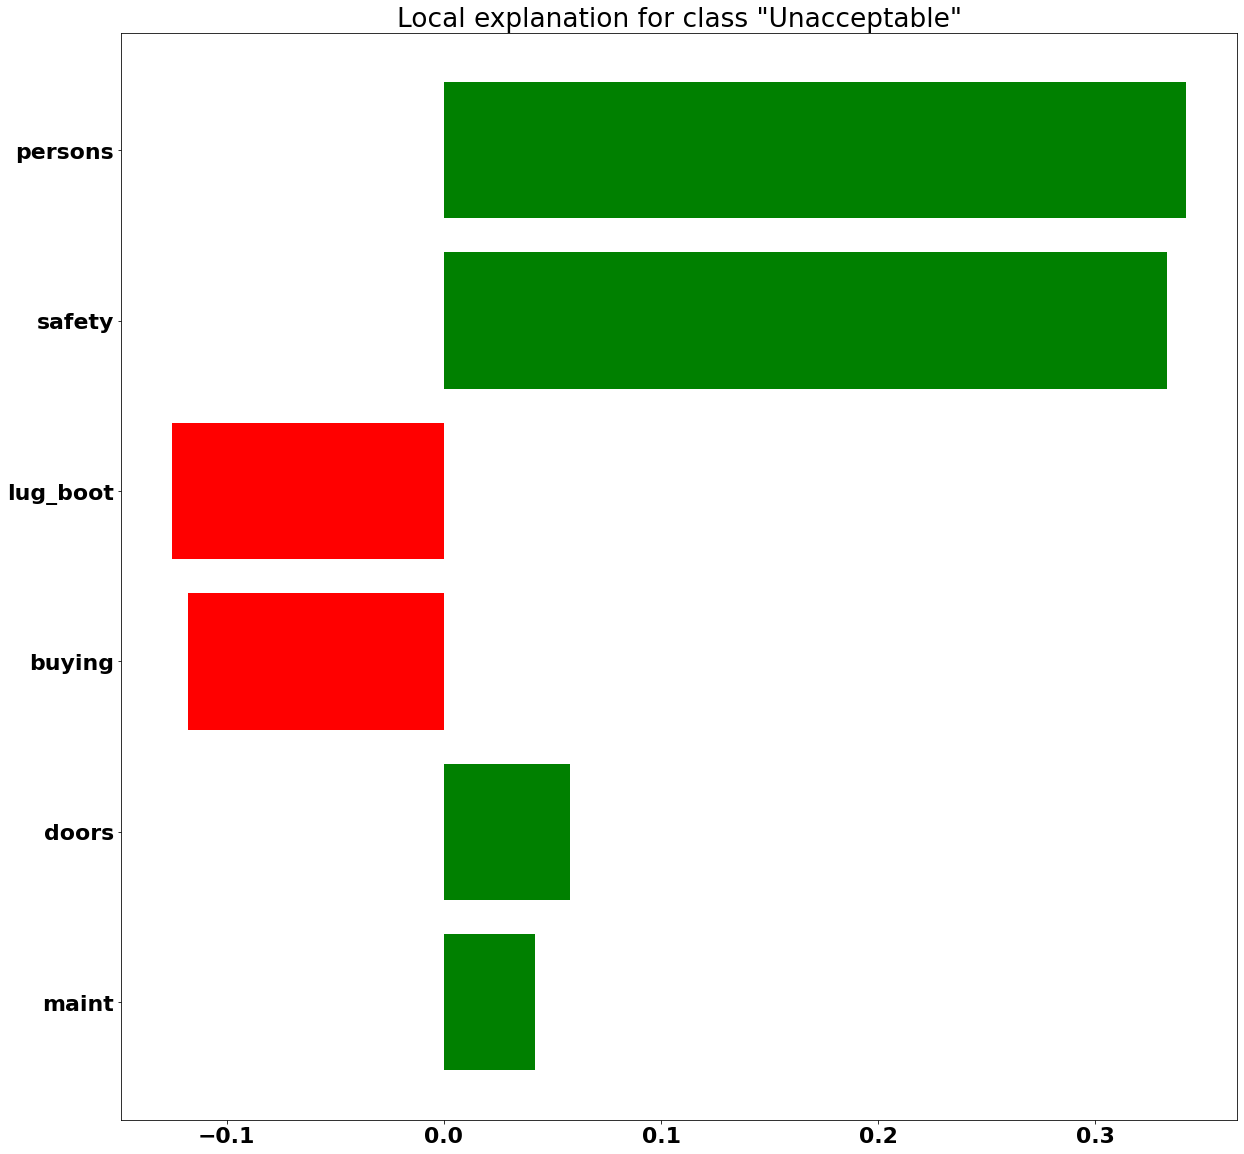 Local explanation for class "Unacceptable"
persons
safety
lug_boot
buying
doors
maint
−0.1 0.0 0.1 0.2 0.3